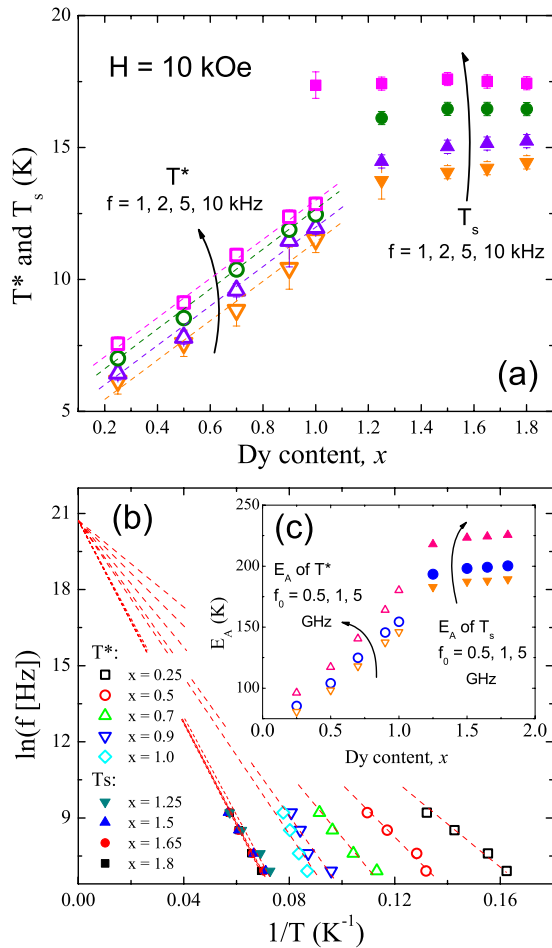 H = 10 kOe
T*
f = 1, 2, 5, 10 kHz
T_s
f = 1, 2, 5, 10 kHz
(a)
T* and T_s (K)
20
15
10
5
0.2 0.4 0.6 0.8 1.0 1.2 1.4 1.6 1.8
Dy content, x
(b)
ln(f [Hz])
21
18
15
12
9
T*:
x = 0.25
x = 0.5
x = 0.7
x = 0.9
x = 1.0
Ts:
x = 1.25
x = 1.5
x = 1.65
x = 1.8
0.00 0.04 0.08 0.12 0.16
1/T (K⁻¹)
(c)
E_A (K)
250
200
150
100
E_A of T*
f_0 = 0.5, 1, 5
GHz
E_A of T_s
f_0 = 0.5, 1, 5
GHz
0.0 0.5 1.0 1.5 2.0
Dy content, x